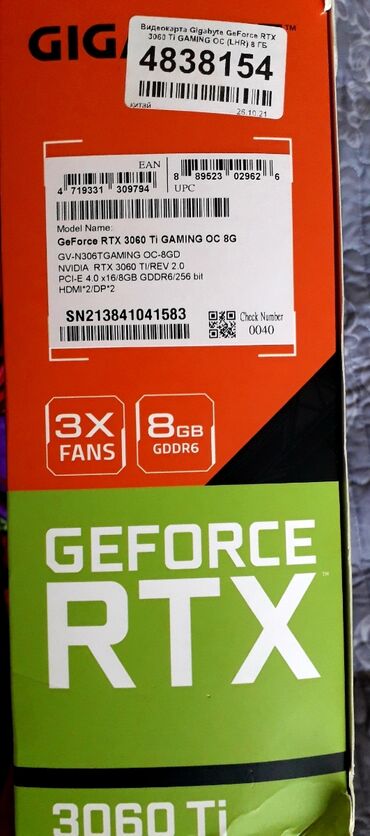 GIG
Видеокарта Gigabyte GeForce RTX
3060 Ti GAMING OC (LHR) 8 ГБ
4838154
китай
26.10.21
EAN
4 719331 309794
8 89523 02962 6
UPC
Model Name:
GeForce RTX 3060 Ti GAMING OC 8G
GV-N306TGAMING OC-8GD
NVIDIA RTX 3060 TI/REV 2.0
PCI-E 4.0 x16/8GB GDDR6/256 bit
HDMI*2/DP*2
SN213841041583
Check Number
0040
3X
FANS
8GB
GDDR6
GEFORCE
RTX™
3060 Ti